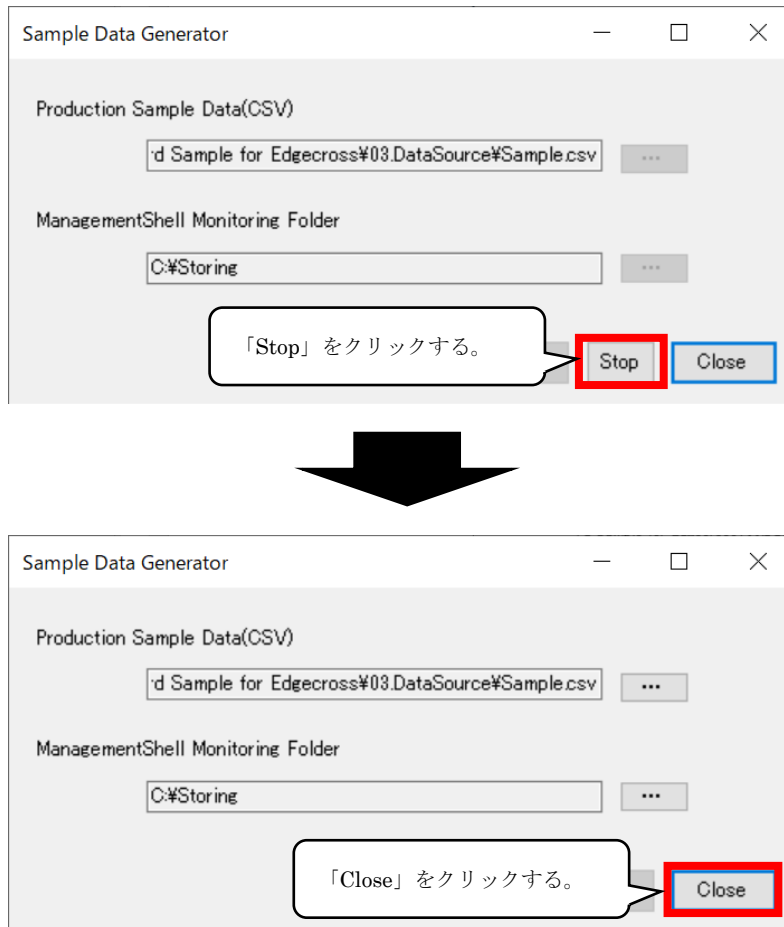 Sample Data Generator
Production Sample Data(CSV)
d Sample for Edgecross¥03.DataSource¥Sample.csv
...
ManagementShell Monitoring Folder
C:¥Storing
...
「Stop」をクリックする。
Stop
Close
Sample Data Generator
Production Sample Data(CSV)
d Sample for Edgecross¥03.DataSource¥Sample.csv
...
ManagementShell Monitoring Folder
C:¥Storing
...
「Close」をクリックする。
Close